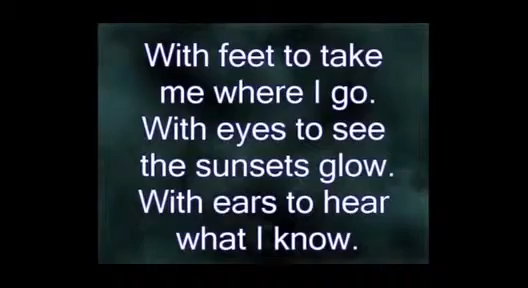 With feet to take
me where I go.
With eyes to see
the sunsets glow.
With ears to hear
what I know.